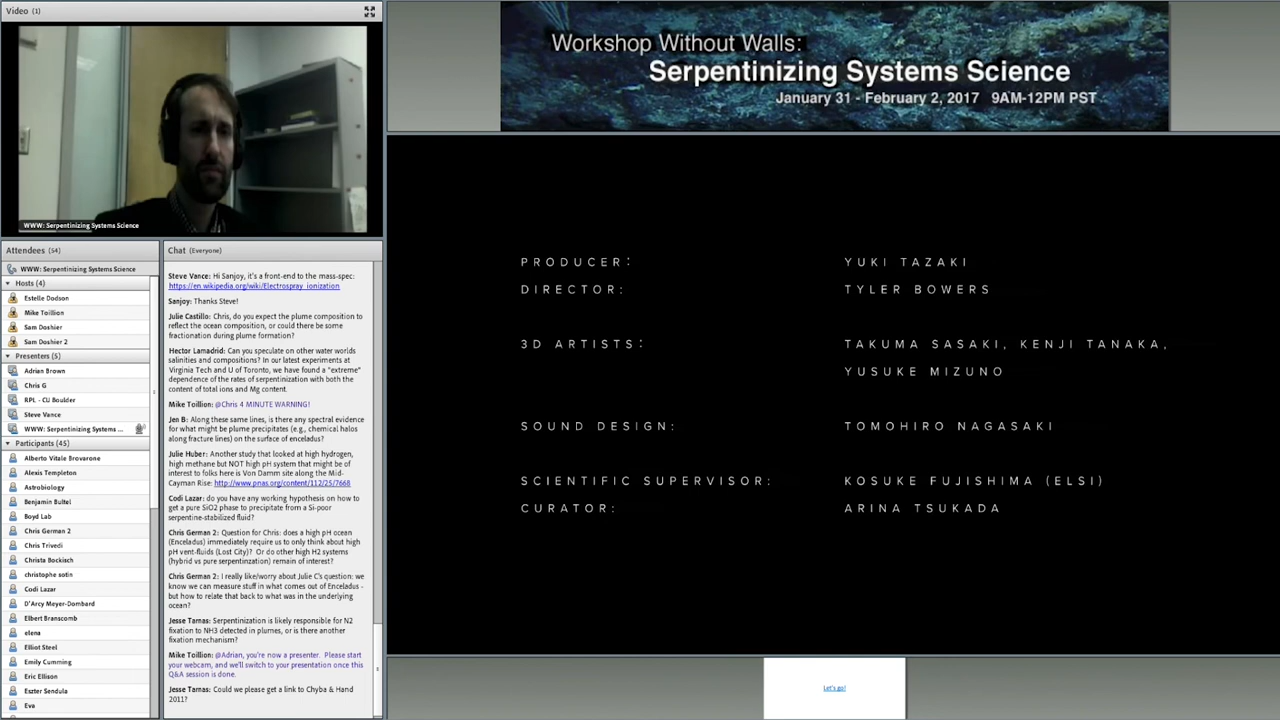 Video (1)
WWW: Serpentinizing Systems Science
Attendees (54)
WWW: Serpentinizing Systems Science
Hosts (4)
Estelle Dodson
Mike Toillion
Sam Doshier
Sam Doshier 2
Presenters (5)
Adrian Brown
Chris G
RPL - CU Boulder
Steve Vance
WWW: Serpentinizing Systems ...
Participants (45)
Alberto Vitale Brovarone
Alexis Templeton
Astrobiology
Benjamin Bultel
Boyd Lab
Chris German 2
Chris Trivedi
Christa Bockisch
christophe sotin
Codi Lazar
D'Arcy Meyer-Dombard
Elbert Branscomb
elena
Elliot Steel
Emily Cumming
Eric Ellison
Eszter Sendula
Eva
Chat (Everyone)
Steve Vance: Hi Sanjoy, it's a front-end to the mass-spec:
https://en.wikipedia.org/wiki/Electrospray_ionization
Sanjoy: Thanks Steve!
Julie Castillo: Chris, do you expect the plume composition to
reflect the ocean composition, or could there be some
fractionation during plume formation?
Hector Lamadrid: Can you speculate on other water worlds
salinities and compositions? In our latest experiments at
Virginia Tech and U of Toronto, we have found a "extreme"
dependence of the rates of serpentinization with both the
content of total ions and Mg content.
Mike Toillion: @Chris 4 MINUTE WARNING!
Jen B: Along these same lines, is there any spectral evidence
for what might be plume precipitates (e.g., chemical halos
along fracture lines) on the surface of enceladus?
Julie Huber: Another study that looked at high hydrogen,
high methane but NOT high pH system that might be of
interest to folks here is Von Damm site along the Mid-
Cayman Rise: http://www.pnas.org/content/112/25/7668
Codi Lazar: do you have any working hypothesis on how to
get a pure SiO2 phase to precipitate from a Si-poor
serpentine-stabilized fluid?
Chris German 2: Question for Chris: does a high pH ocean
(Enceladus) immediately require us to only think about high
pH vent-fluids (Lost City)? Or do other high H2 systems
(hybrid vs pure serpentization) remain of interest?
Chris German 2: I really like/worry about Julie C's question: we
know we can measure stuff in what comes out of Enceladus -
but how to relate that back to what was in the underlying
ocean?
Jesse Tarnas: Serpentinization is likely responsible for N2
fixation to NH3 detected in plumes, or is there another
fixation mechanism?
Mike Toillion: @Adrian, you're now a presenter. Please start
your webcam, and we'll switch to your presentation once this
Q&A session is done.
Jesse Tarnas: Could we please get a link to Chyba & Hand
2011?
Workshop Without Walls:
Serpentinizing Systems Science
January 31 - February 2, 2017 9AM-12PM PST
PRODUCER: YUKI TAZAKI
DIRECTOR: TYLER BOWERS
3D ARTISTS: TAKUMA SASAKI, KENJI TANAKA,
YUSUKE MIZUNO
SOUND DESIGN: TOMOHIRO NAGASAKI
SCIENTIFIC SUPERVISOR: KOSUKE FUJISHIMA (ELSI)
CURATOR: ARINA TSUKADA
Let's go!